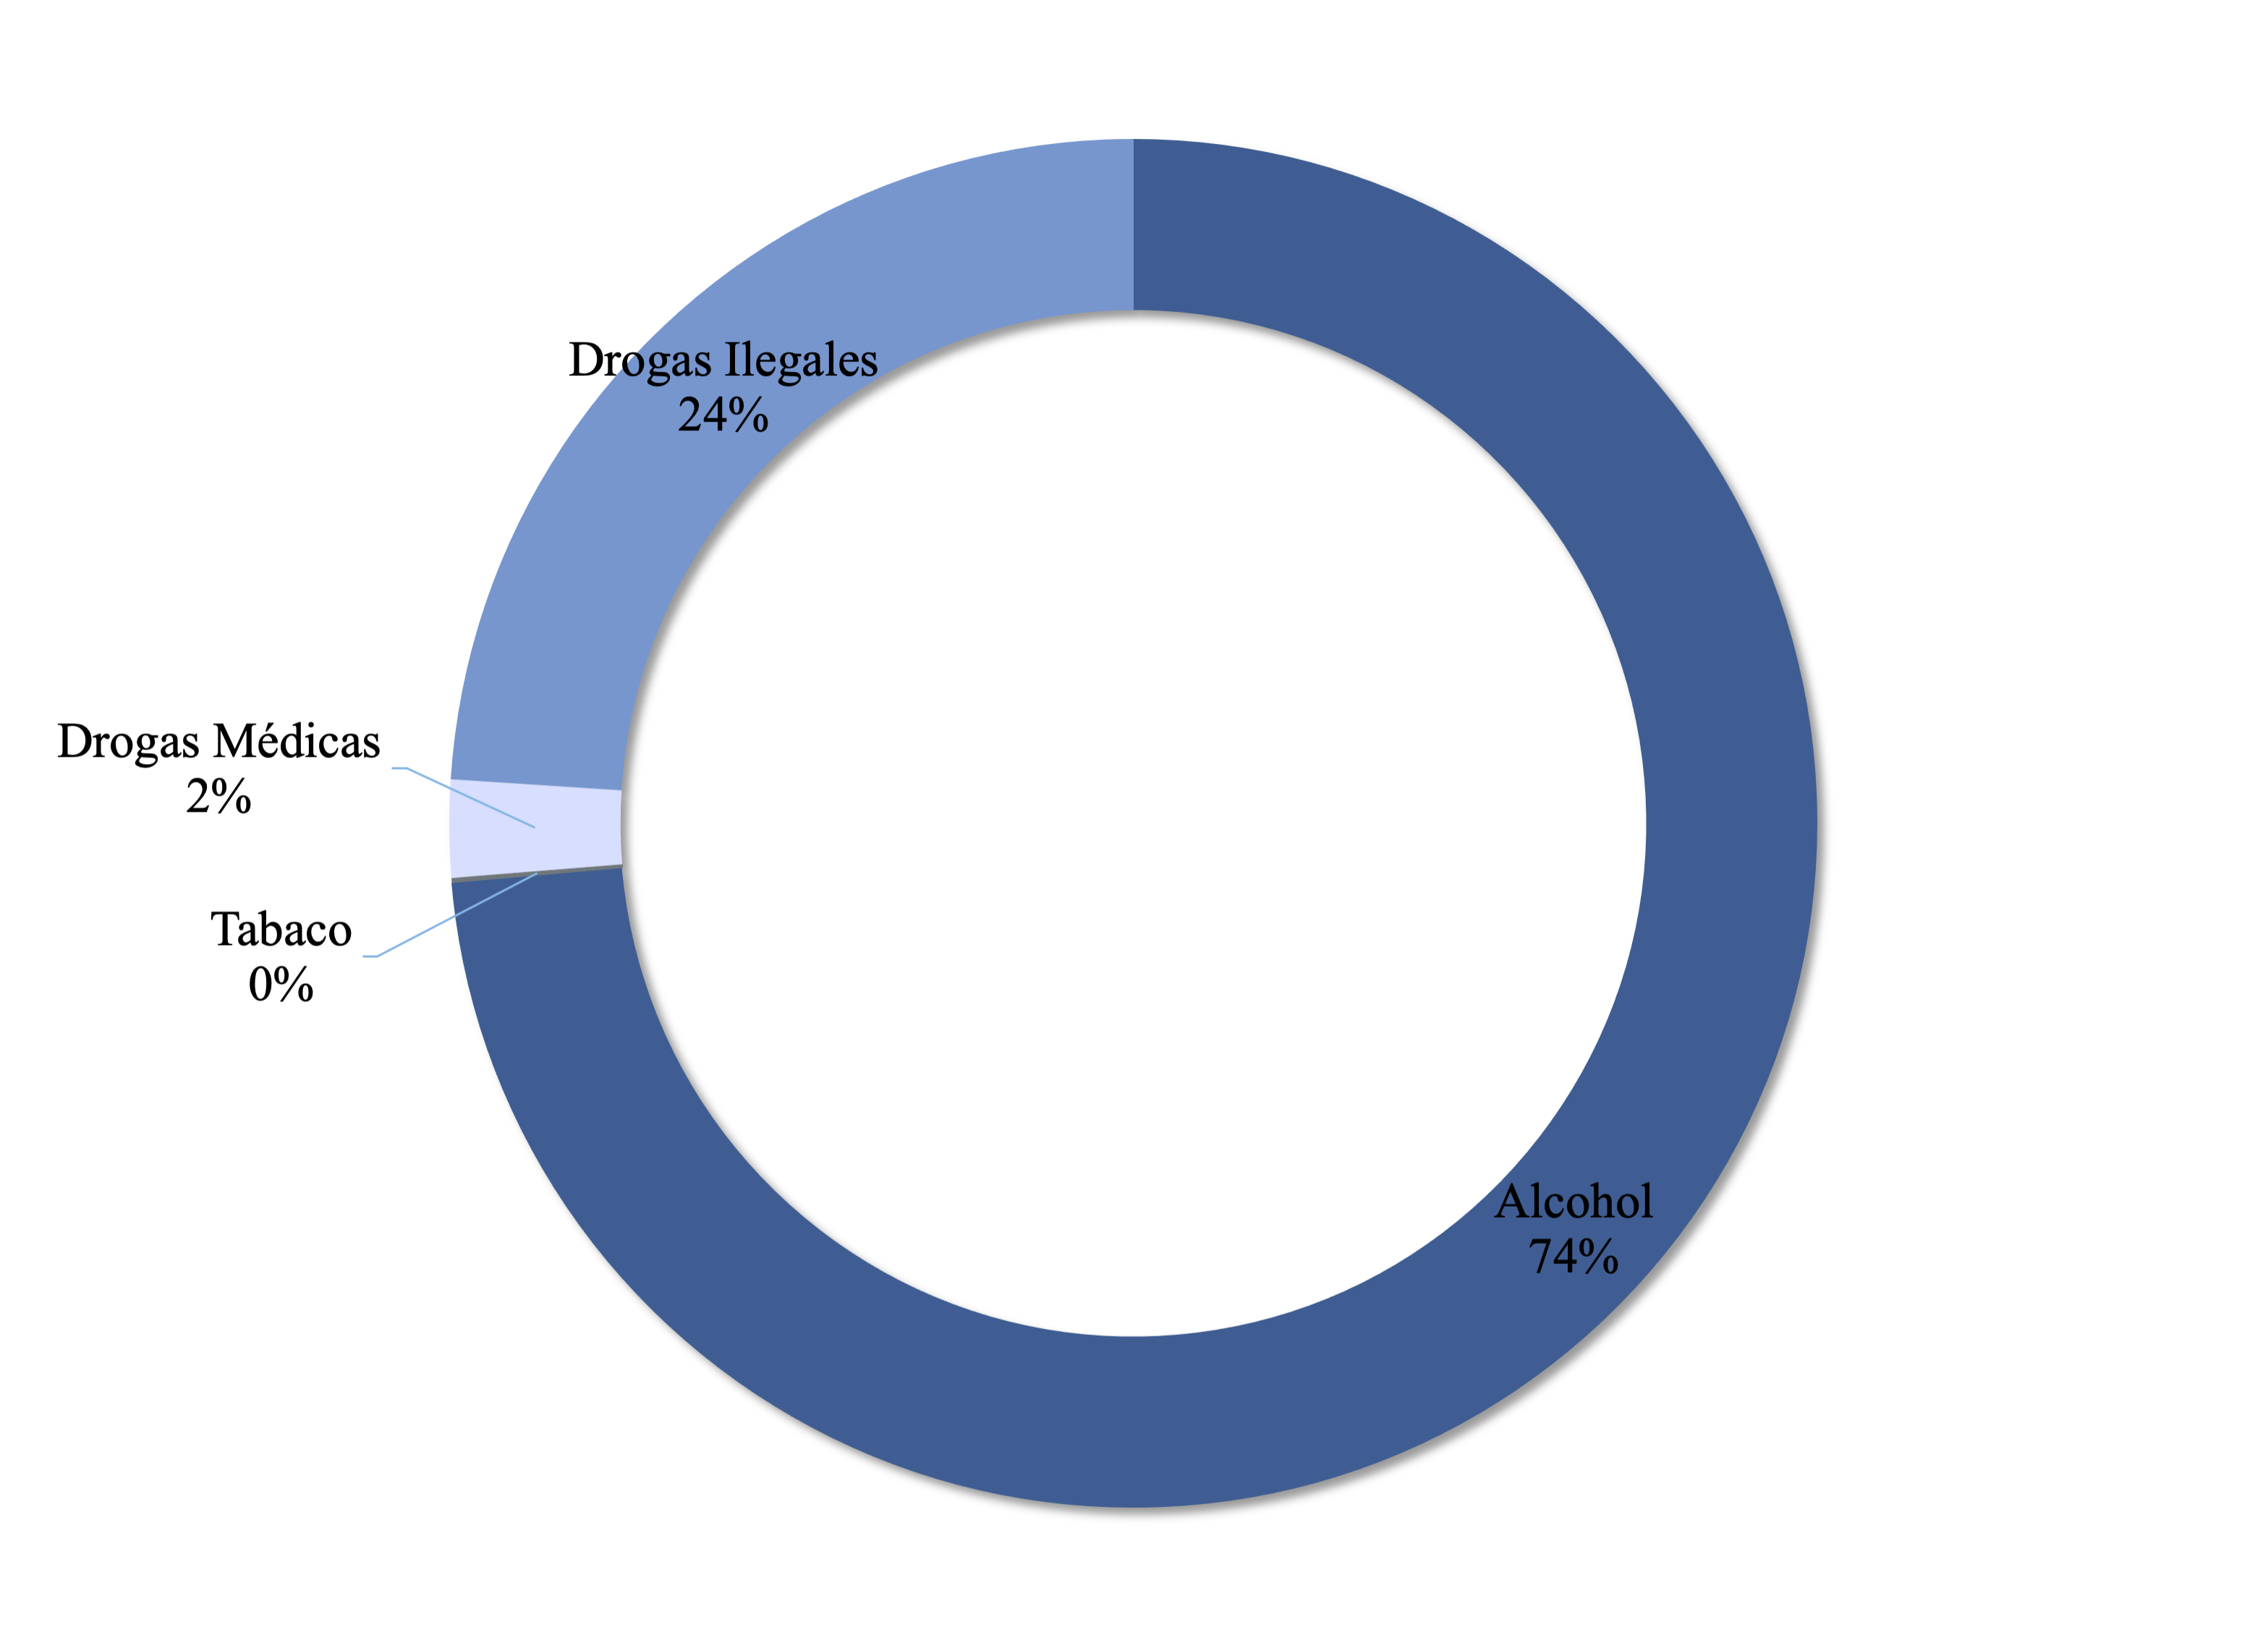 Drogas Ilegales
24%
Drogas Médicas
2%
Tabaco
0%
Alcohol
74%